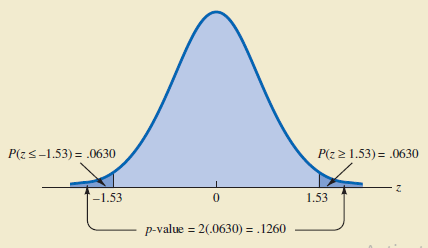 P(z ≤ –1.53) = .0630
P(z ≥ 1.53) = .0630
z
–1.53
0
1.53
p-value = 2(.0630) = .1260